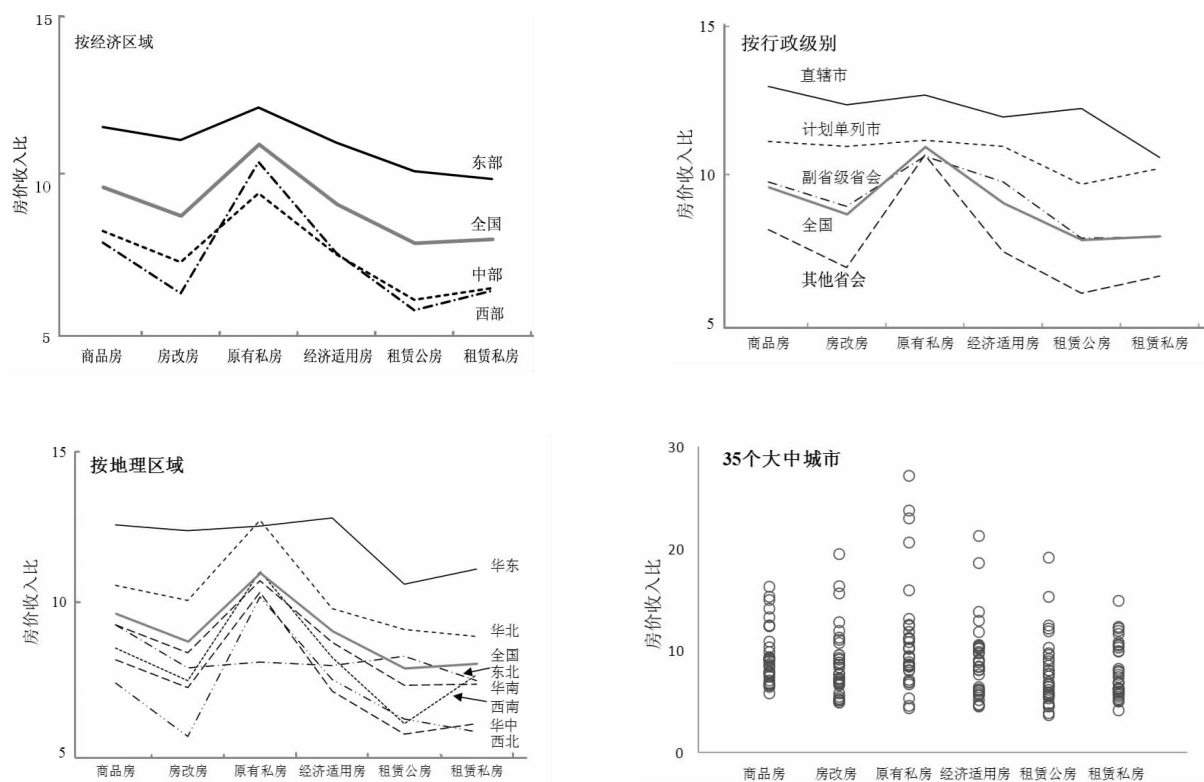 15
按经济区域
10
5
房价收入比
东部
全国
中部
西部
商品房 房改房 原有私房 经济适用房 租赁公房 租赁私房
15
按行政级别
直辖市
计划单列市
10
副省级省会
全国
其他省会
5
房价收入比
商品房 房改房 原有私房 经济适用房 租赁公房 租赁私房
15
按地理区域
10
5
房价收入比
华东
华北
全国
东北
华南
西南
华中
西北
商品房 房改房 原有私房 经济适用房 租赁公房 租赁私房
30
35个大中城市
20
10
0
房价收入比
商品房 房改房 原有私房 经济适用房 租赁公房 租赁私房